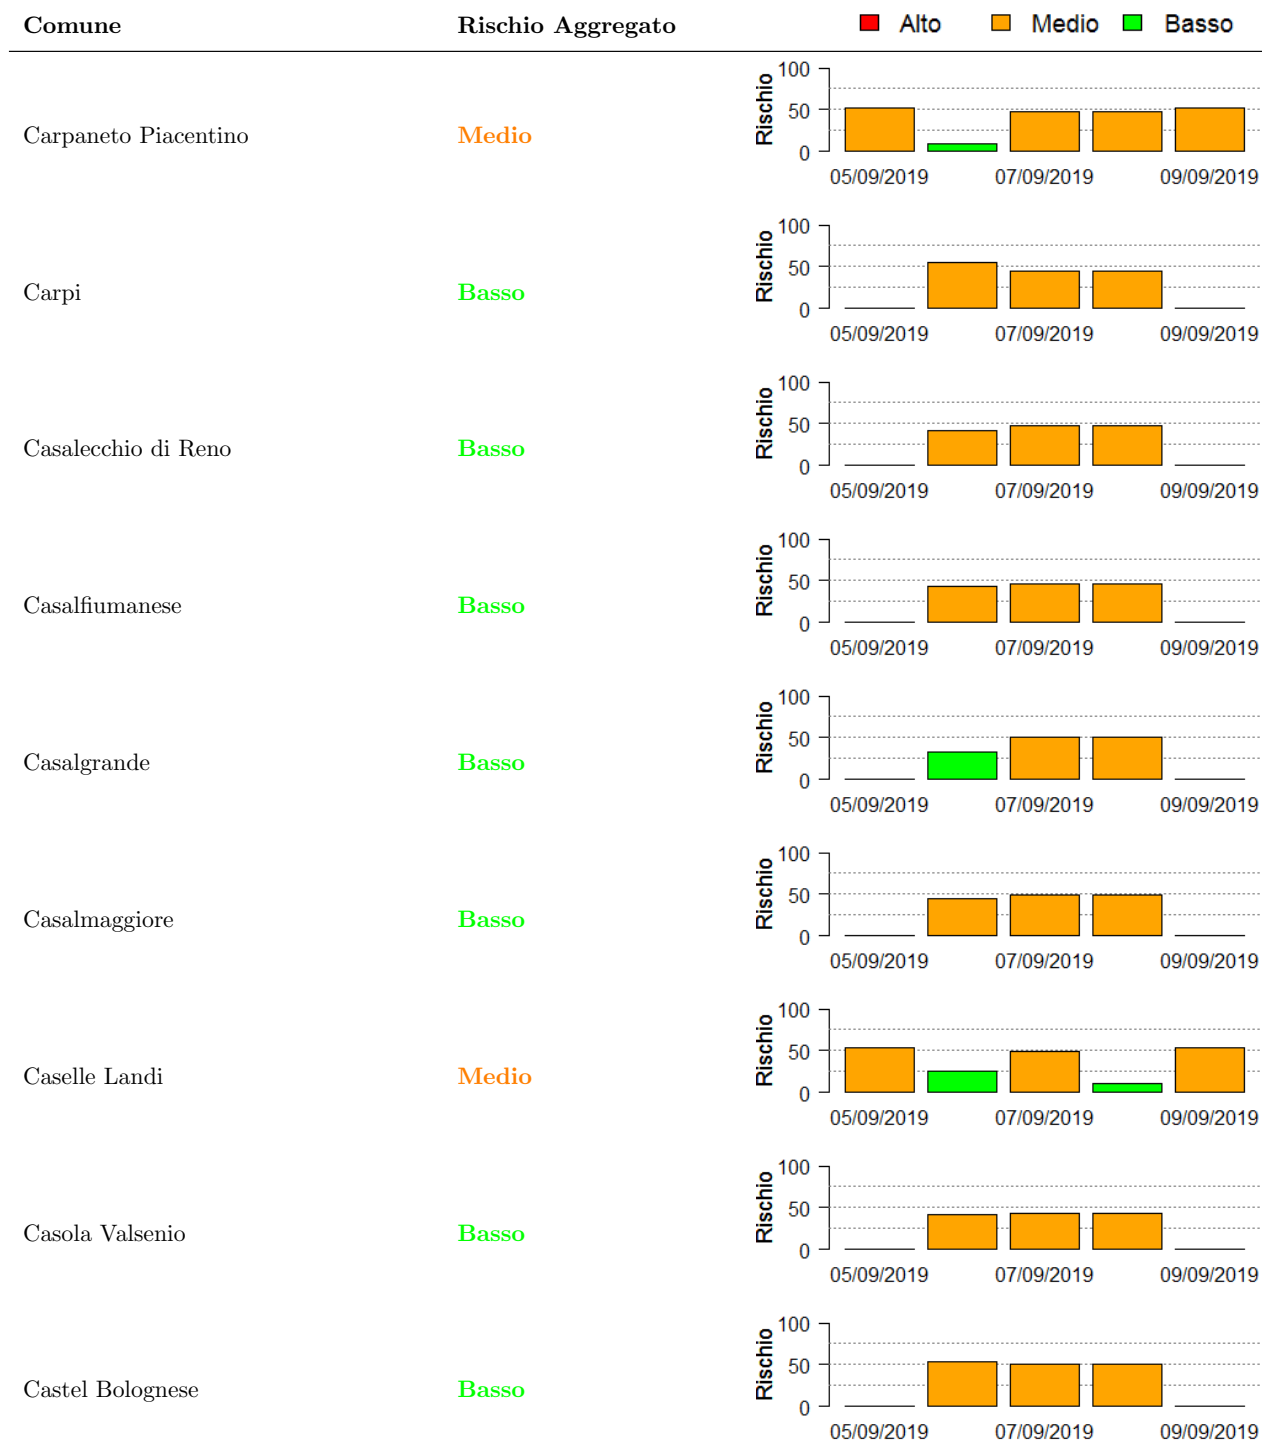 Comune Rischio Aggregato Alto Medio Basso
Carpaneto Piacentino Medio
Rischio
100
50
0
05/09/2019 07/09/2019 09/09/2019
Carpi Basso
Rischio
100
50
0
05/09/2019 07/09/2019 09/09/2019
Casalecchio di Reno Basso
Rischio
100
50
0
05/09/2019 07/09/2019 09/09/2019
Casalfiumanese Basso
Rischio
100
50
0
05/09/2019 07/09/2019 09/09/2019
Casalgrande Basso
Rischio
100
50
0
05/09/2019 07/09/2019 09/09/2019
Casalmaggiore Basso
Rischio
100
50
0
05/09/2019 07/09/2019 09/09/2019
Caselle Landi Medio
Rischio
100
50
0
05/09/2019 07/09/2019 09/09/2019
Casola Valsenio Basso
Rischio
100
50
0
05/09/2019 07/09/2019 09/09/2019
Castel Bolognese Basso
Rischio
100
50
0
05/09/2019 07/09/2019 09/09/2019